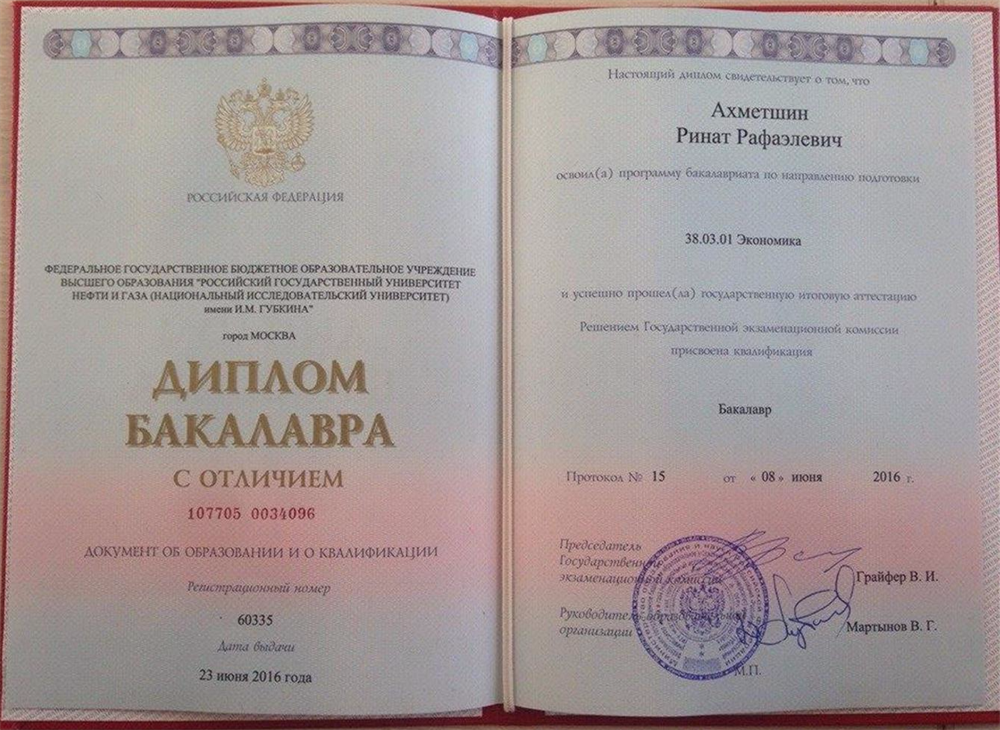 РОССИЙСКАЯ ФЕДЕРАЦИЯ
ФЕДЕРАЛЬНОЕ ГОСУДАРСТВЕННОЕ БЮДЖЕТНОЕ ОБРАЗОВАТЕЛЬНОЕ УЧРЕЖДЕНИЕ
ВЫСШЕГО ОБРАЗОВАНИЯ "РОССИЙСКИЙ ГОСУДАРСТВЕННЫЙ УНИВЕРСИТЕТ
НЕФТИ И ГАЗА (НАЦИОНАЛЬНЫЙ ИССЛЕДОВАТЕЛЬСКИЙ УНИВЕРСИТЕТ)
имени И.М. ГУБКИНА"
город МОСКВА
ДИПЛОМ
БАКАЛАВРА
С ОТЛИЧИЕМ
107705 0034096
ДОКУМЕНТ ОБ ОБРАЗОВАНИИ И О КВАЛИФИКАЦИИ
Регистрационный номер
60335
Дата выдачи
23 июня 2016 года
Настоящий диплом свидетельствует о том, что
Ахметшин
Ринат Рафаэлевич
освоил(а) программу бакалавриата по направлению подготовки
38.03.01 Экономика
и успешно прошел(ла) государственную итоговую аттестацию
Решением Государственной экзаменационной комиссии
присвоена квалификация
Бакалавр
Протокол № 15 от « 08 » июня 2016 г.
Председатель
Государственной
экзаменационной комиссии
Грайфер В. И.
Руководитель образовательной
организации
Мартынов В. Г.
М.П.